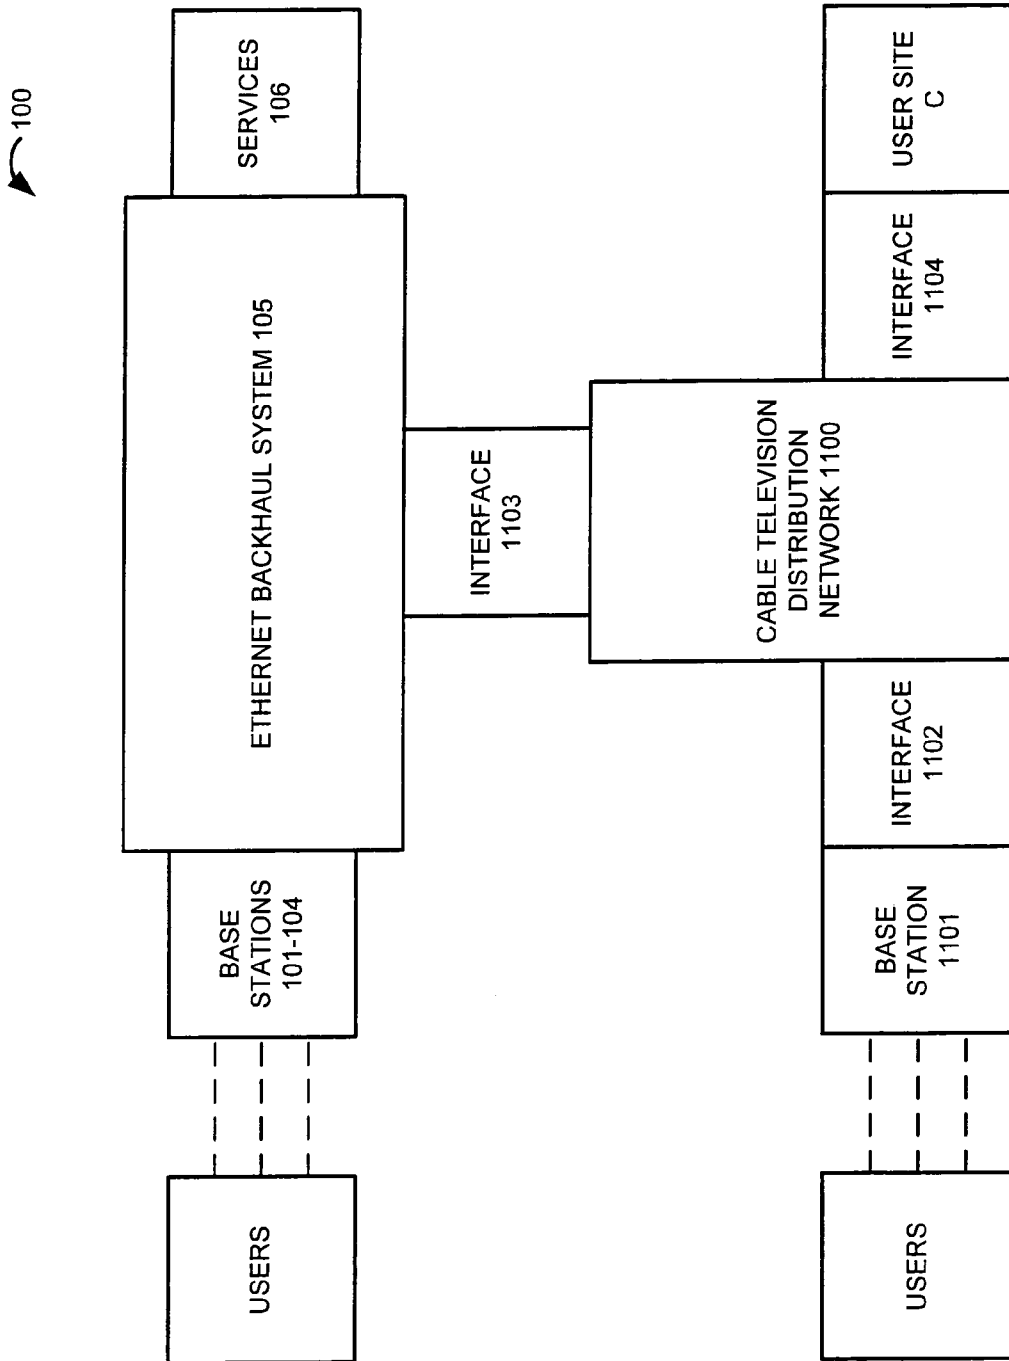 100
USERS
BASE
STATIONS
101-104
ETHERNET BACKHAUL SYSTEM 105
SERVICES
106
INTERFACE
1103
USERS
BASE
STATION
1101
INTERFACE
1102
CABLE TELEVISION
DISTRIBUTION
NETWORK 1100
INTERFACE
1104
USER SITE
C